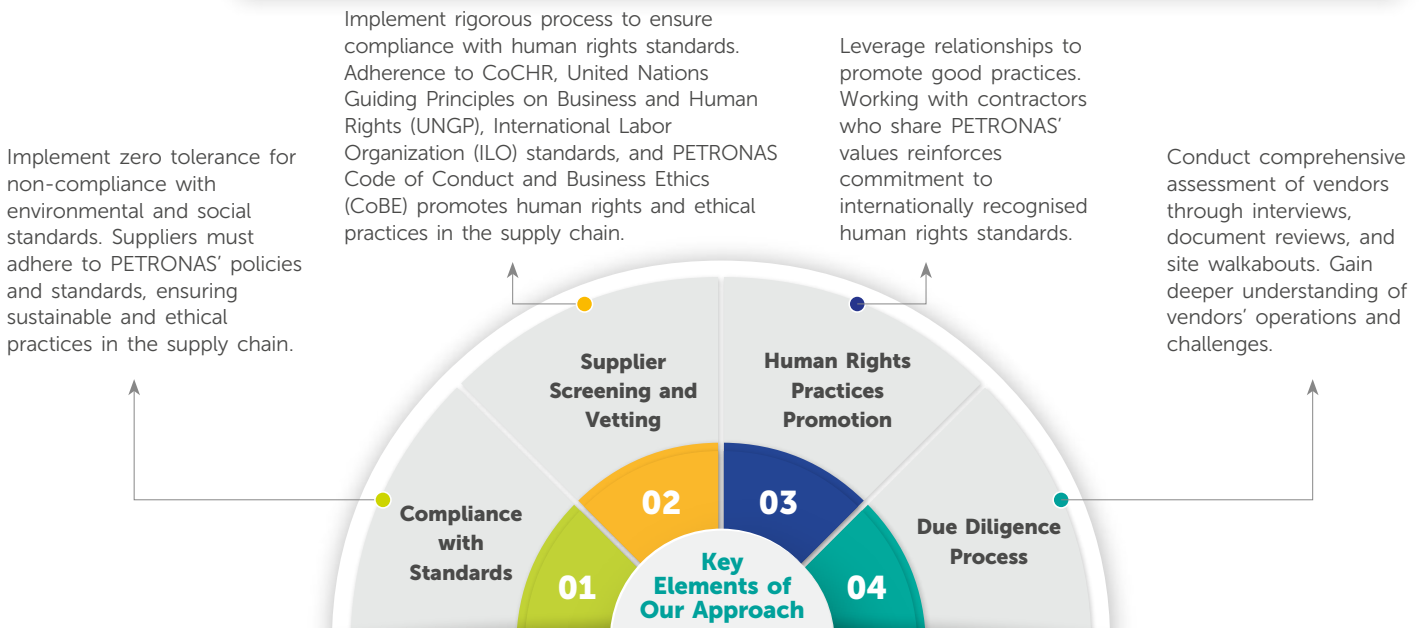 Implement zero tolerance for
non-compliance with
environmental and social
standards. Suppliers must
adhere to PETRONAS’ policies
and standards, ensuring
sustainable and ethical
practices in the supply chain.
Implement rigorous process to ensure
compliance with human rights standards.
Adherence to CoCHR, United Nations
Guiding Principles on Business and Human
Rights (UNGP), International Labor
Organization (ILO) standards, and PETRONAS
Code of Conduct and Business Ethics
(CoBE) promotes human rights and ethical
practices in the supply chain.
Leverage relationships to
promote good practices.
Working with contractors
who share PETRONAS’
values reinforces
commitment to
internationally recognised
human rights standards.
Conduct comprehensive
assessment of vendors
through interviews,
document reviews, and
site walkabouts. Gain
deeper understanding of
vendors’ operations and
challenges.
Compliance
with
Standards
01
Supplier
Screening and
Vetting
02
Human Rights
Practices
Promotion
03
Due Diligence
Process
04
Key
Elements of
Our Approach